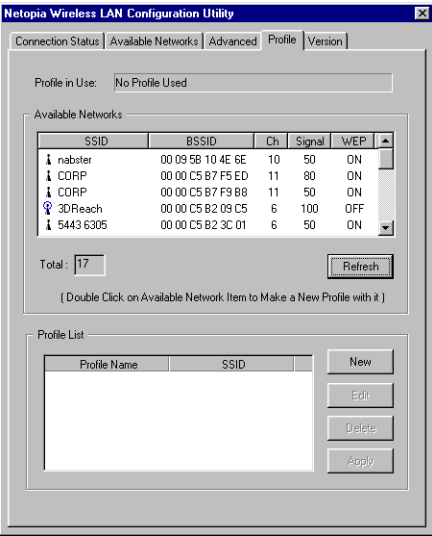 Netopia Wireless LAN Configuration Utility
Connection Status Available Networks Advanced Profile Version
Profile in Use: No Profile Used
Available Networks
SSID BSSID Ch Signal WEP
nabster 00 09 5B 10 4E 6E 10 50 ON
CORP 00 00 C5 B7 F5 ED 11 80 ON
CORP 00 00 C5 B7 F9 B8 11 50 ON
3DReach 00 00 C5 B2 09 C5 6 100 OFF
5443 6305 00 00 C5 B2 3C 01 6 50 ON
Total : 17 Refresh
( Double Click on Available Network Item to Make a New Profile with it )
Profile List
Profile Name SSID
New
Edit
Delete
Apply